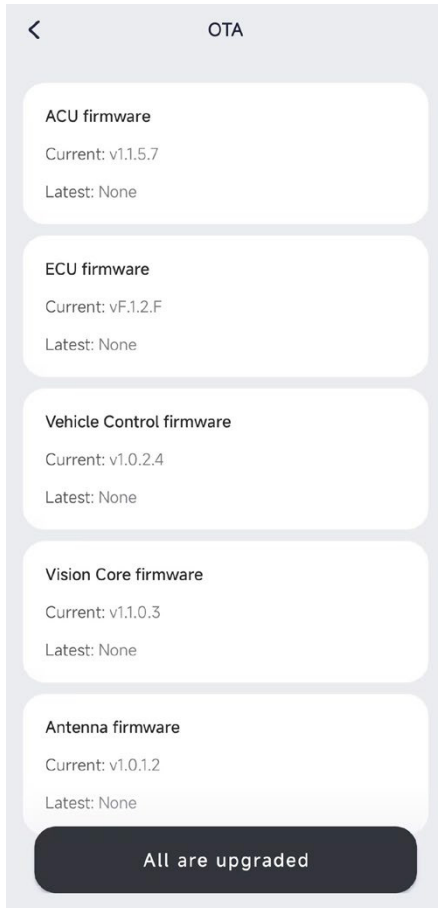 OTA
ACU firmware
Current: v1.1.5.7
Latest: None
ECU firmware
Current: vF.1.2.F
Latest: None
Vehicle Control firmware
Current: v1.0.2.4
Latest: None
Vision Core firmware
Current: v1.1.0.3
Latest: None
Antenna firmware
Current: v1.0.1.2
Latest: None
All are upgraded